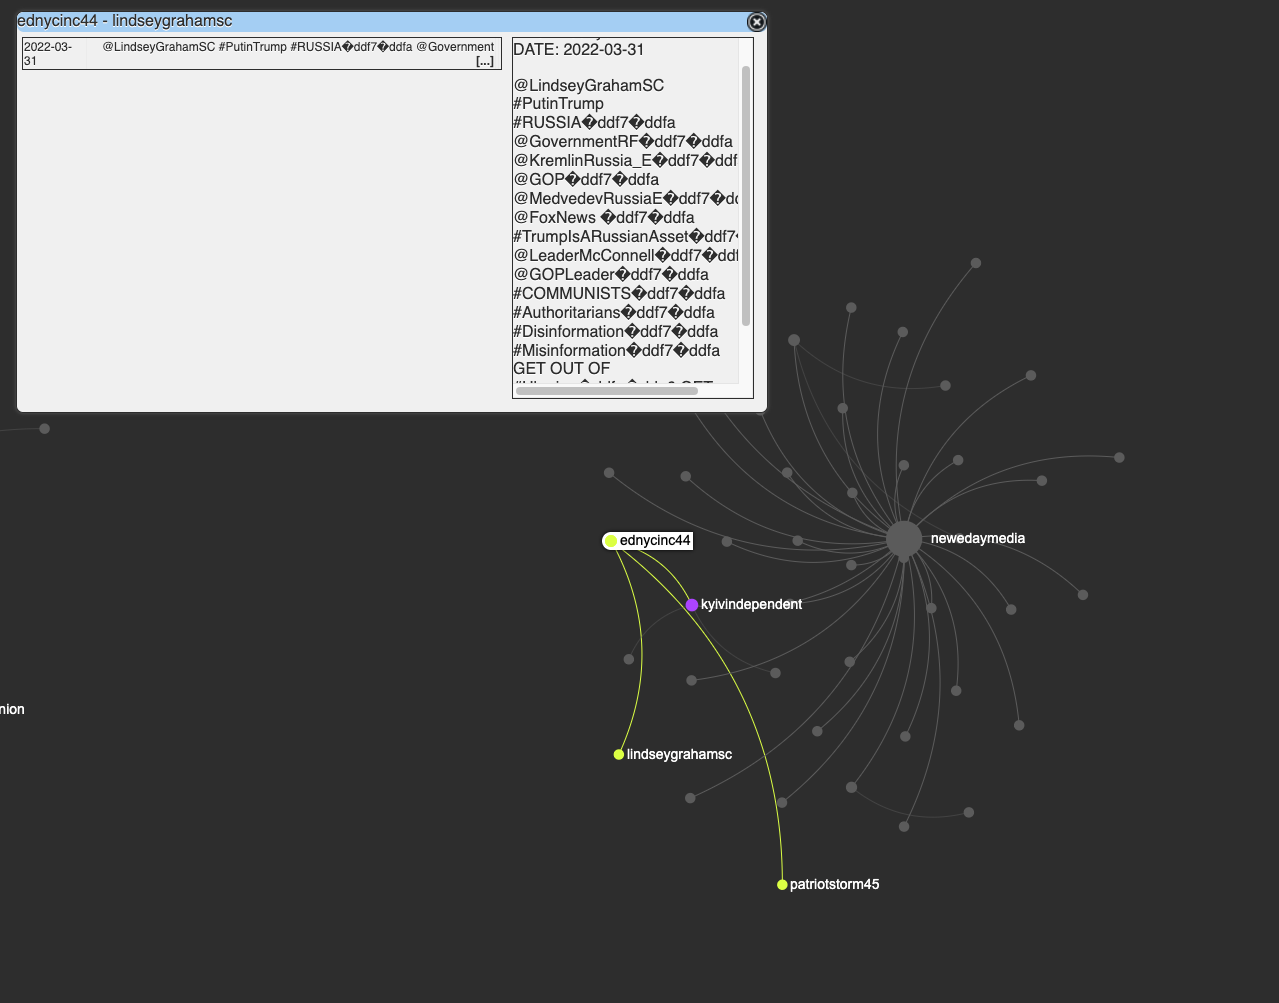 ednycinc44 - lindseygrahamsc
2022-03-
31
@LindseyGrahamSC #PutinTrump #RUSSIA�ddf7�ddfa @Government
[...]
DATE: 2022-03-31
@LindseyGrahamSC
#PutinTrump
#RUSSIA�ddf7�ddfa
@GovernmentRF�ddf7�ddfa
@KremlinRussia_E�ddf7�ddf
@GOP�ddf7�ddfa
@MedvedevRussiaE�ddf7�dd
@FoxNews �ddf7�ddfa
#TrumpIsARussianAsset�ddf7�
@LeaderMcConnell�ddf7�ddf
@GOPLeader�ddf7�ddfa
#COMMUNISTS�ddf7�ddfa
#Authoritarians�ddf7�ddfa
#Disinformation�ddf7�ddfa
#Misinformation�ddf7�ddfa
GET OUT OF
newedaymedia
ednycinc44
kyivindependent
nion
lindseygrahamsc
patriotstorm45